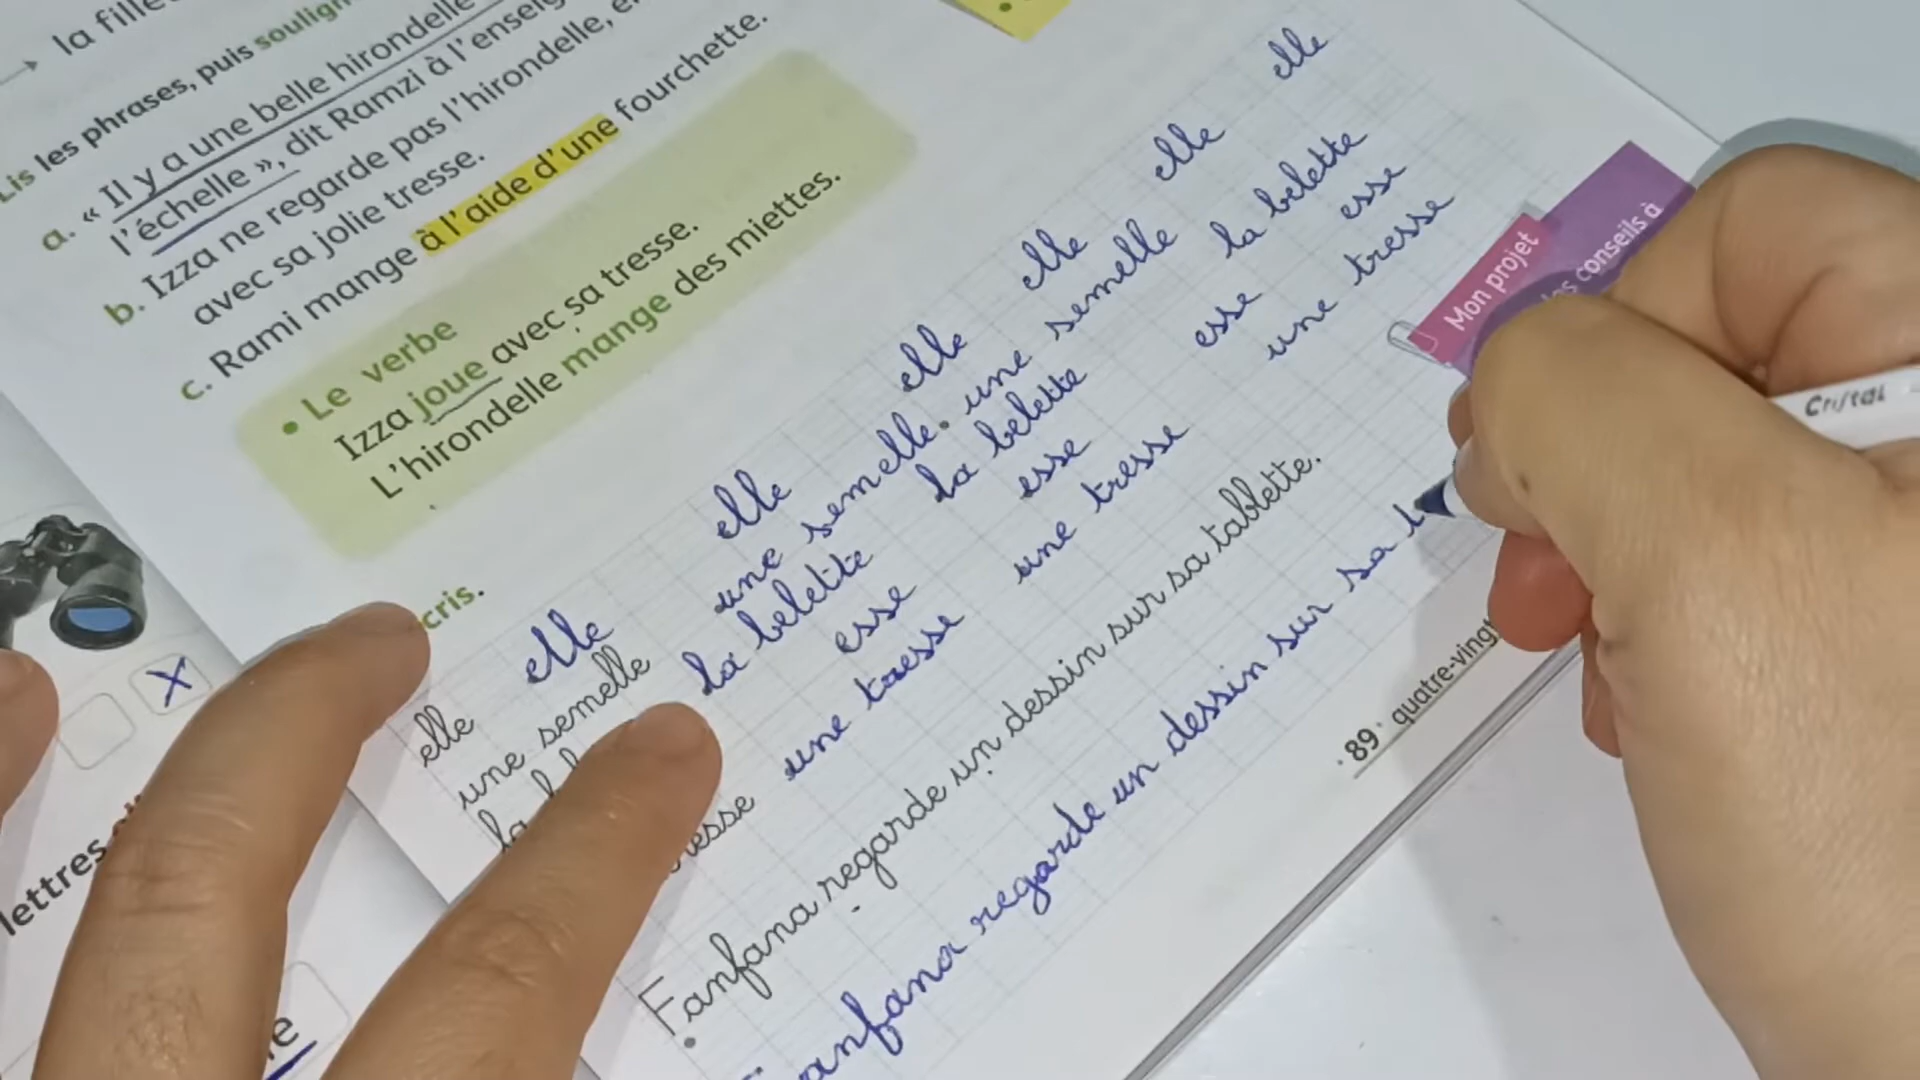 la fille
Lis les phrases, puis
a. « Il y a une belle hirondelle
l'échelle », dit Ramzi à
b. Izza ne regarde pas l'hirondelle,
avec sa jolie tresse.
c. Rami mange à l'aide d'une fourchette.
• Le verbe
Izza joue avec sa tresse.
L'hirondelle mange des miettes.
cris.
elle elle elle elle elle elle elle
une semelle une semelle. une semelle
la belette la belette la belette
esse esse esse esse
une tresse une tresse une tresse
Fanfana regarde un dessin sur sa tablette.
anfana regarde un dessin sur sa
Mon projet
conseils à
• 89 • quatre-vingt
Cristal
X
lettres